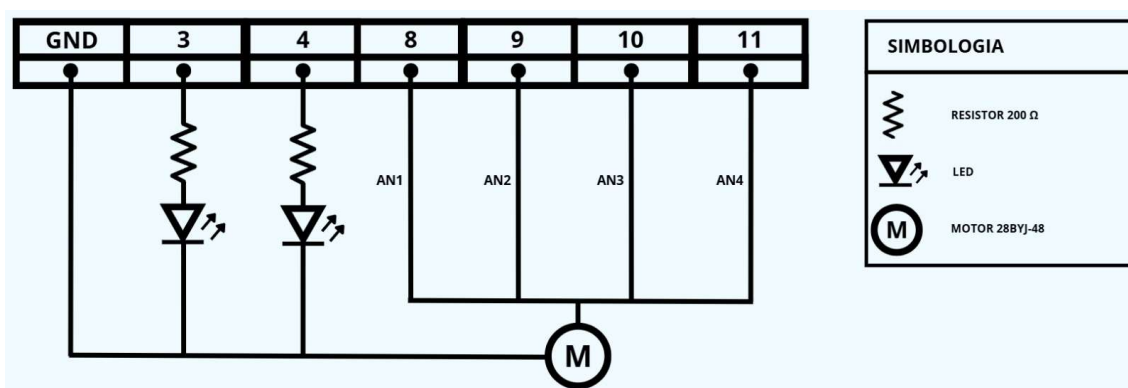 GND 3 4 8 9 10 11
AN1 AN2 AN3 AN4
M
SIMBOLOGIA
RESISTOR 200 Ω
LED
M MOTOR 28BYJ-48